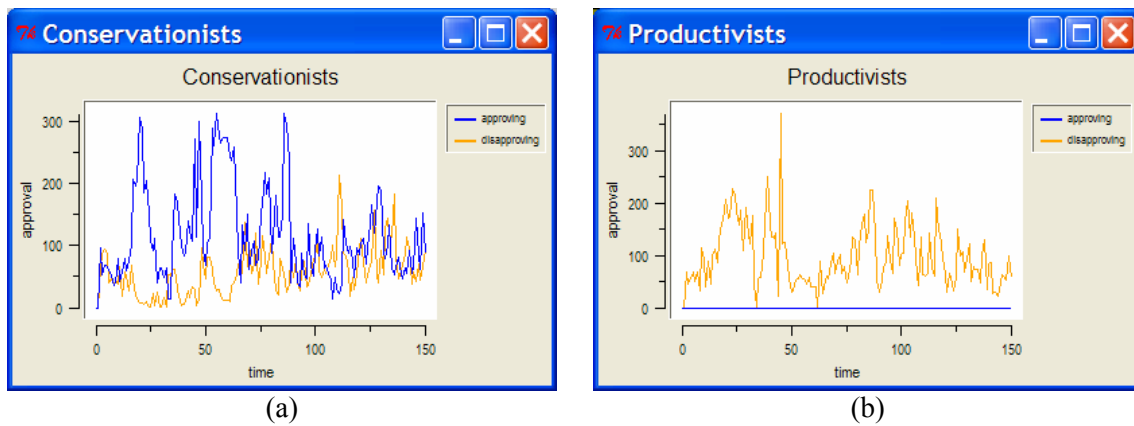 Conservationists
Conservationists
approving
disapproving
300
200
100
0
approval
0
50
100
150
time
(a)
Productivists
Productivists
approving
disapproving
300
200
100
0
approval
0
50
100
150
time
(b)